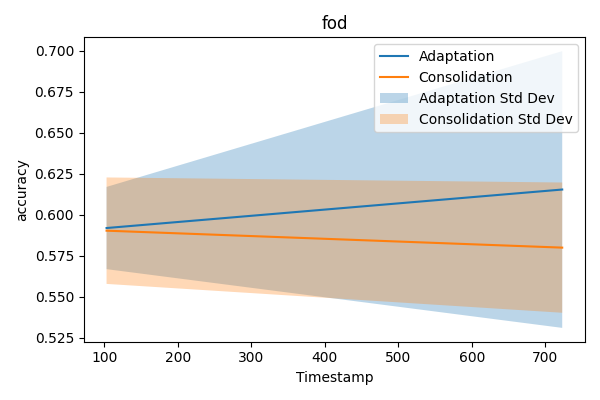 fod
Adaptation
Consolidation
Adaptation Std Dev
Consolidation Std Dev
accuracy
0.700
0.675
0.650
0.625
0.600
0.575
0.550
0.525
100 200 300 400 500 600 700
Timestamp